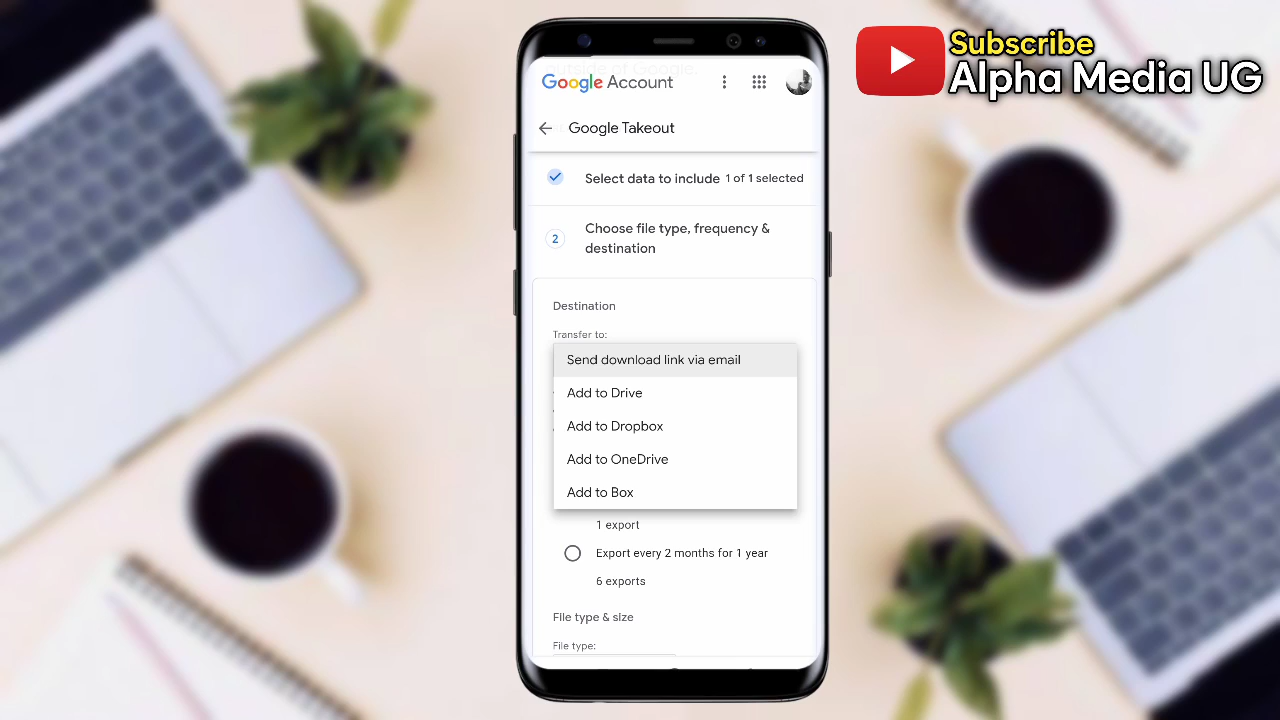 Subscribe
Alpha Media UG
outside of Google.
Google Account
Google Takeout
Select data to include 1 of 1 selected
2 Choose file type, frequency &
destination
Destination
Transfer to:
Send download link via email
Add to Drive
Add to Dropbox
Add to OneDrive
Add to Box
1 export
Export every 2 months for 1 year
6 exports
File type & size
File type: